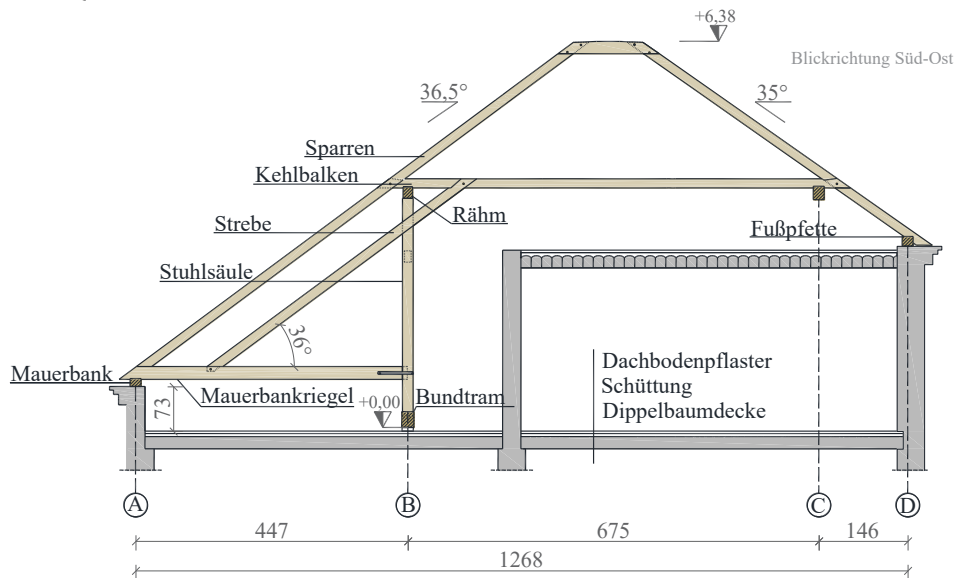 +6,38
Blickrichtung Süd-Ost
36,5°
35°
Sparren
Kehlbalken
Rähm
Strebe
Fußpfette
Stuhlsäule
36°
Mauerbank
Mauerbankriegel
73
+0,00
Bundtram
Dachbodenpflaster
Schüttung
Dippelbaumdecke
A
B
C
D
447
675
146
1268